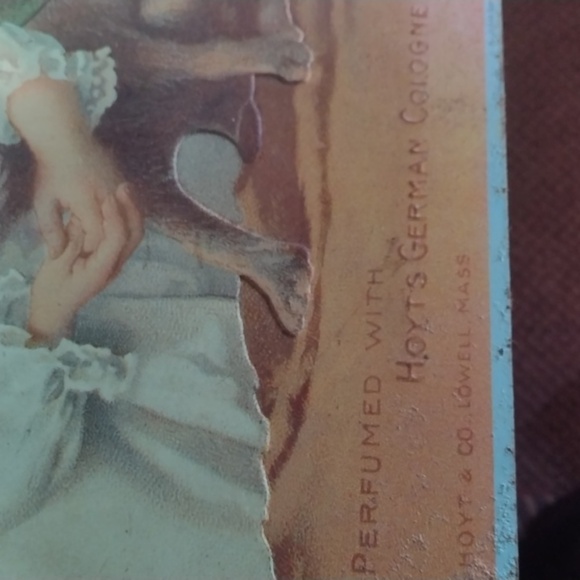 PERFUMED WITH
HOYT'S GERMAN COLOGNE
HOYT & CO. LOWELL MASS